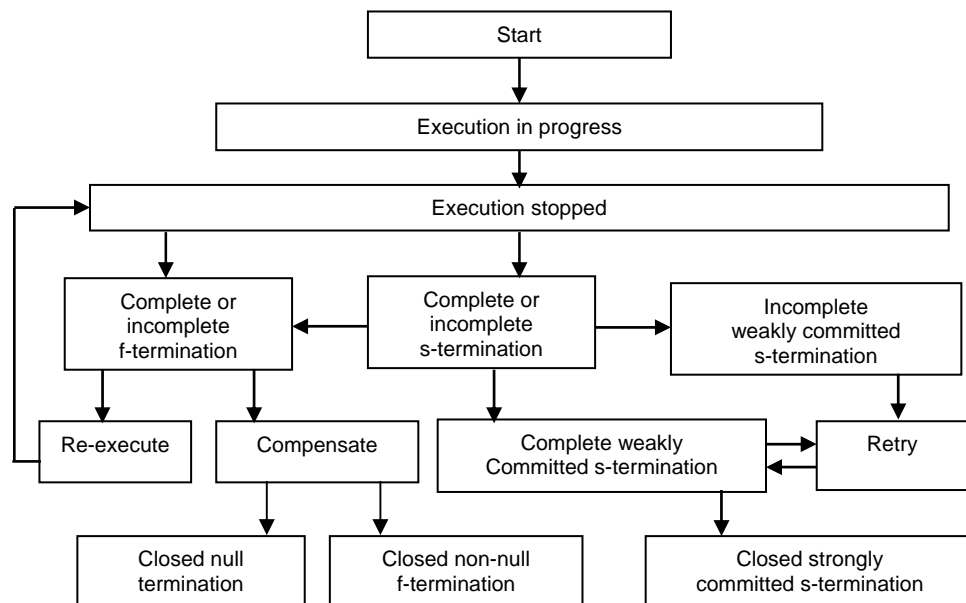 Start
Execution in progress
Execution stopped
Complete or
incomplete
f-termination
Complete or
incomplete
s-termination
Incomplete
weakly committed
s-termination
Re-execute
Compensate
Complete weakly
Committed s-termination
Retry
Closed null
termination
Closed non-null
f-termination
Closed strongly
committed s-termination